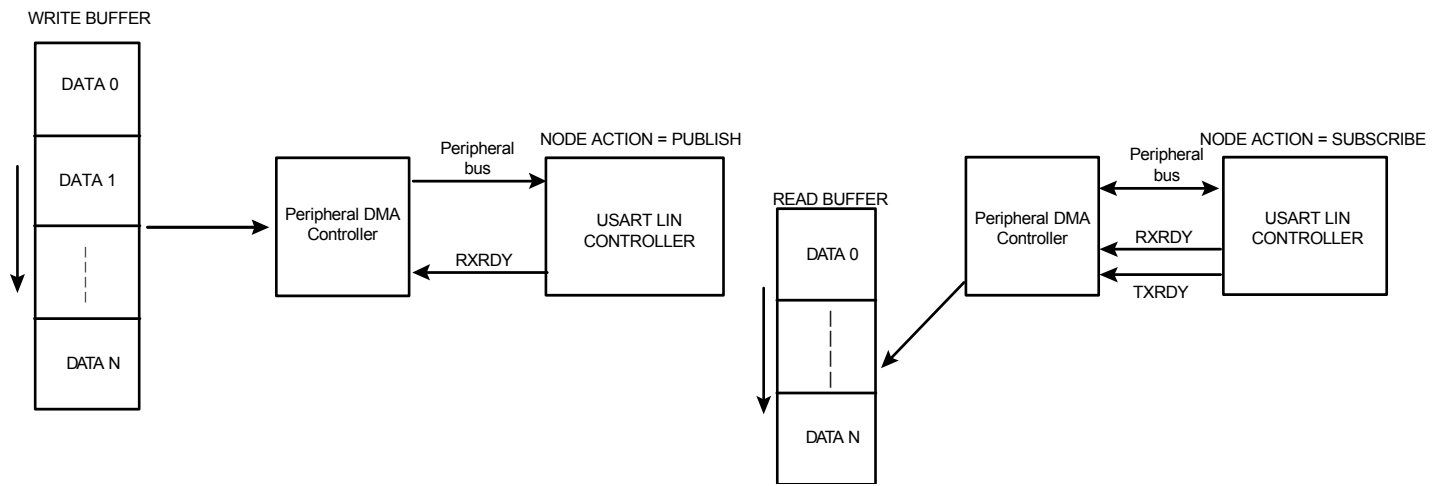 WRITE BUFFER
DATA 0
DATA 1
DATA N
Peripheral DMA
Controller
Peripheral
bus
RXRDY
NODE ACTION = PUBLISH
USART LIN
CONTROLLER
READ BUFFER
DATA 0
DATA N
Peripheral DMA
Controller
Peripheral
bus
RXRDY
TXRDY
NODE ACTION = SUBSCRIBE
USART LIN
CONTROLLER